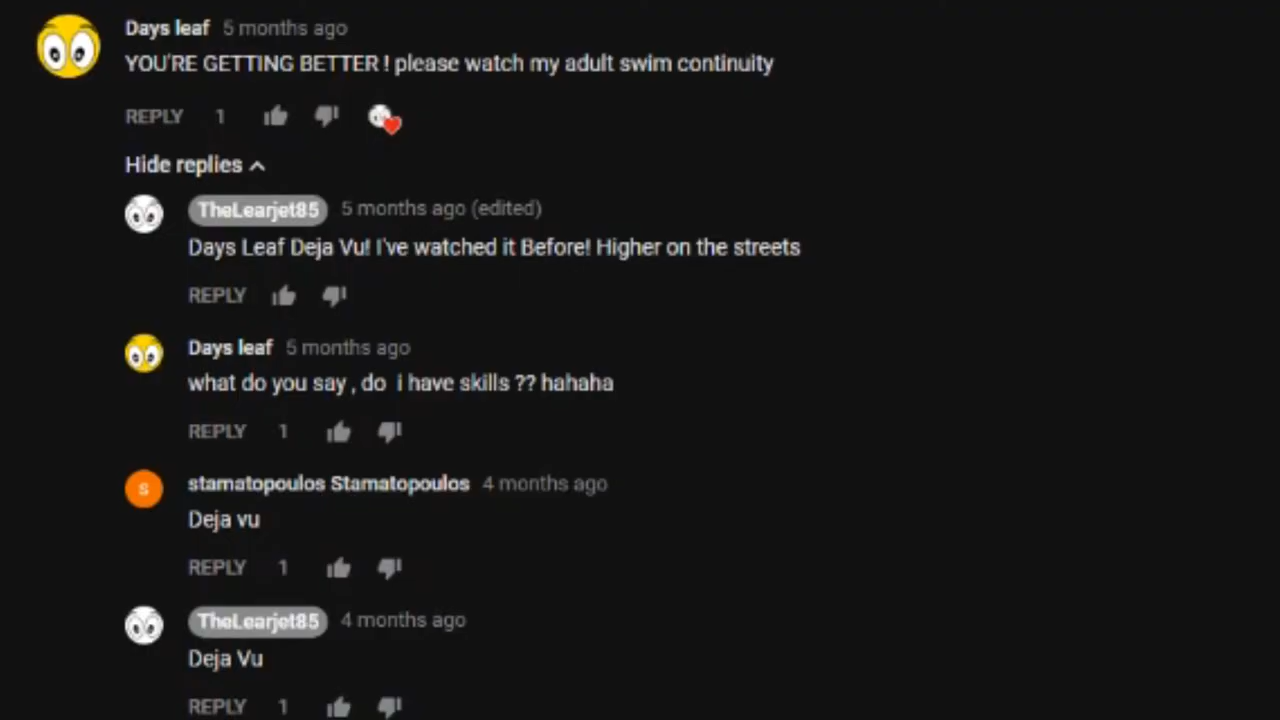 Days leaf 5 months ago
YOU'RE GETTING BETTER ! please watch my adult swim continuity
REPLY 1
Hide replies
TheLearjet85 5 months ago (edited)
Days Leaf Deja Vu! I've watched it Before! Higher on the streets
REPLY
Days leaf 5 months ago
what do you say , do i have skills ?? hahaha
REPLY 1
S
stamatopoulos Stamatopoulos 4 months ago
Deja vu
REPLY 1
TheLearjet85 4 months ago
Deja Vu
REPLY 1